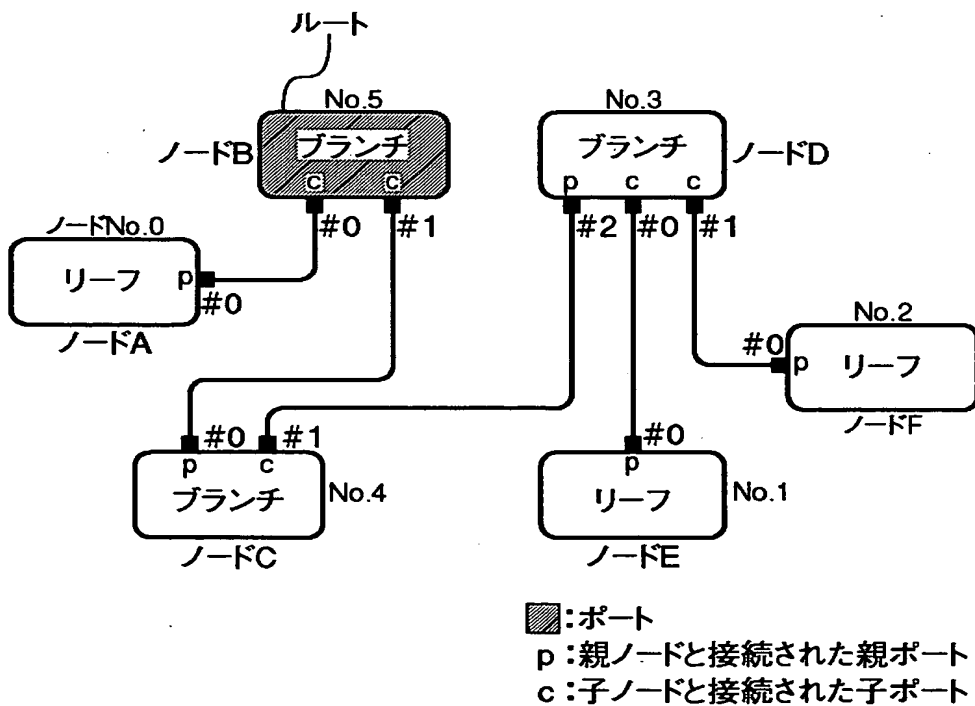 ルート
No.5
No.3
ノードB
ブランチ
ブランチ
ノードD
c
c
p
c
c
#0
#1
#2
#0
#1
ノードNo.0
リーフ
p
#0
ノードA
No.2
#0
p
リーフ
ノードF
#0
#1
#0
p
c
p
ブランチ
No.4
リーフ
No.1
ノードC
ノードE
:ポート
p:親ノードと接続された親ポート
c:子ノードと接続された子ポート